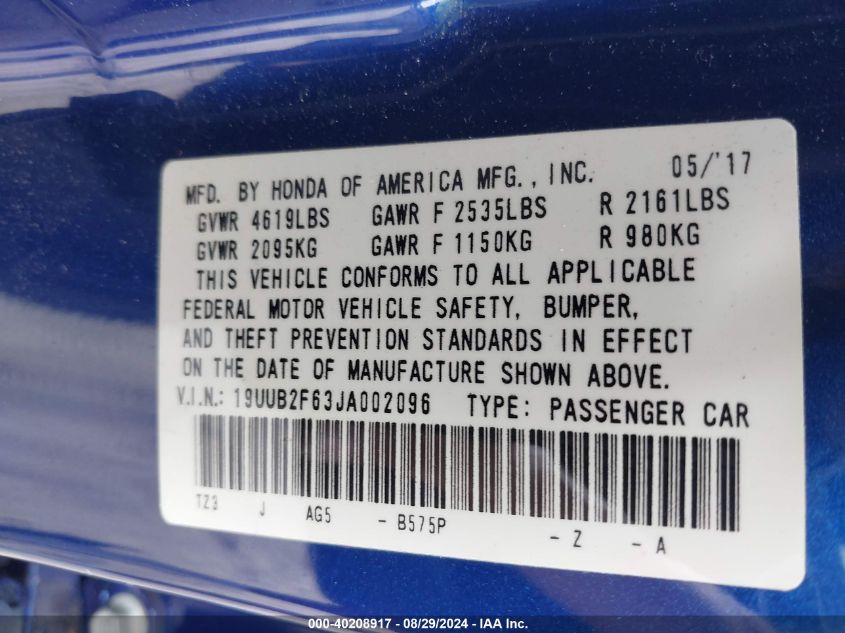 MFD. BY HONDA OF AMERICA MFG., INC. 05/'17
GVWR 4619LBS GAWR F 2535LBS R 2161LBS
GVWR 2095KG GAWR F 1150KG R 980KG
THIS VEHICLE CONFORMS TO ALL APPLICABLE
FEDERAL MOTOR VEHICLE SAFETY, BUMPER,
AND THEFT PREVENTION STANDARDS IN EFFECT
ON THE DATE OF MANUFACTURE SHOWN ABOVE.
V.I.N.: 19UUB2F63JA002096 TYPE: PASSENGER CAR
TZ3 J AG5 - B575P - Z - A
000-40208917 - 08/29/2024 - IAA Inc.